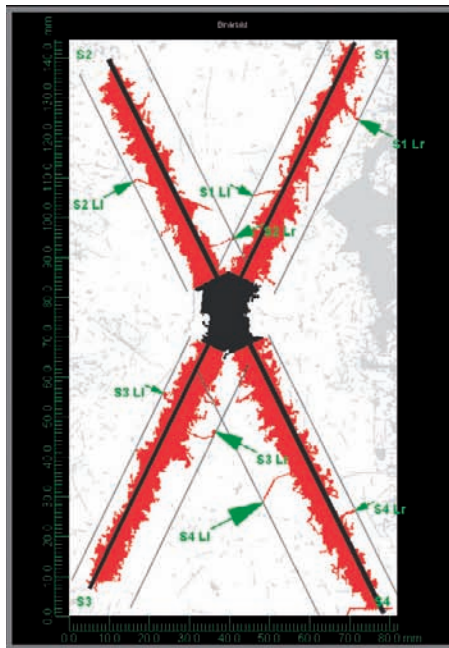 Binärbild
S2
S1
S1 Lr
S1 Ll
S2 Ll
S2 Lr
S3 Ll
S3 Lr
S4 Ll
S4 Lr
S3
S4
mm
140.0
130.0
120.0
110.0
100.0
90.0
80.0
70.0
60.0
50.0
40.0
30.0
20.0
10.0
0.0
0.0 10.0 20.0 30.0 40.0 50.0 60.0 70.0 80.0 mm